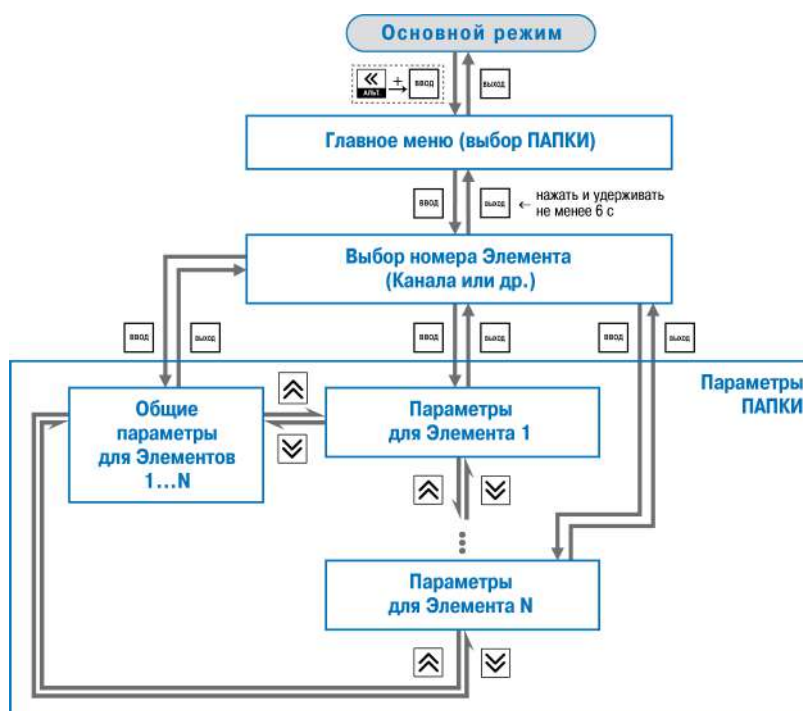 Основной режим
АЛЬТ. + ВВОД ВЫХОД
Главное меню (выбор ПАПКИ)
ВВОД ВЫХОД ← нажать и удерживать
не менее 6 с
Выбор номера Элемента
(Канала или др.)
ВВОД ВЫХОД ВВОД ВЫХОД ВВОД ВЫХОД
Параметры
ПАПКИ
Общие
параметры
для Элементов
1...N
Параметры
для Элемента 1
Параметры
для Элемента N